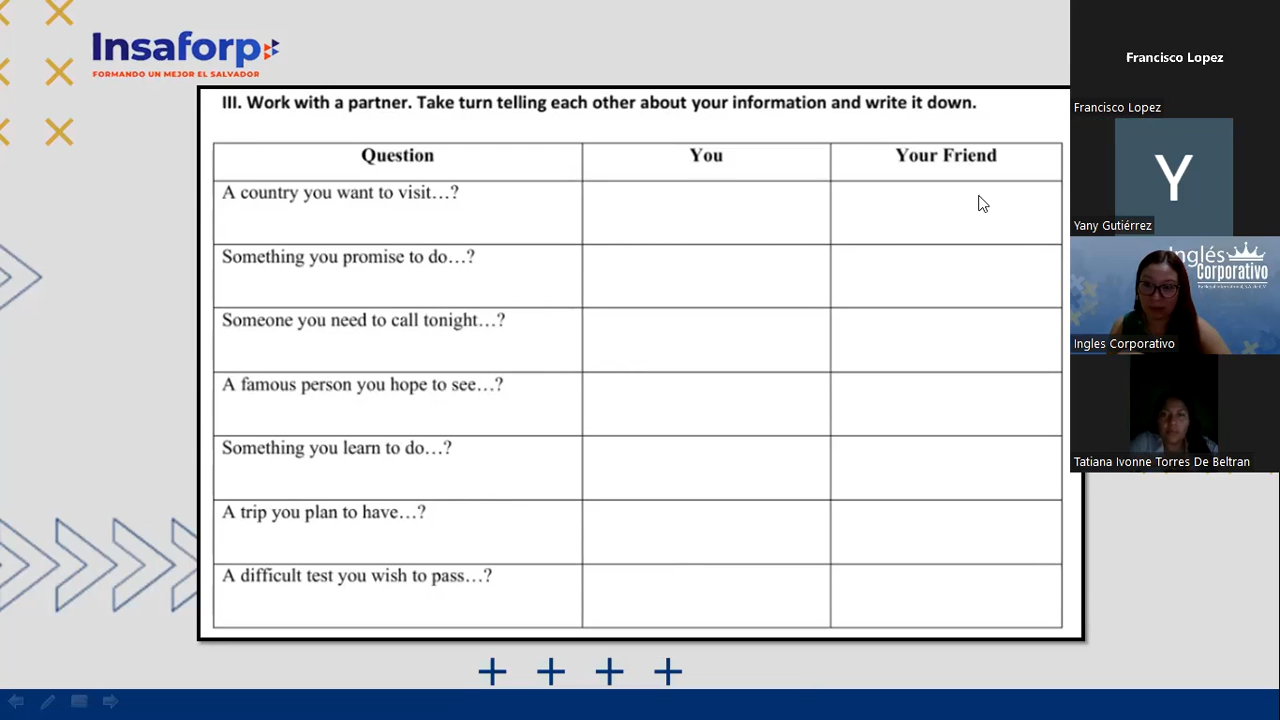 Insaforp
FORMANDO UN MEJOR EL SALVADOR
III. Work with a partner. Take turn telling each other about your information and write it down.
Question
You
Your Friend
A country you want to visit…?
Something you promise to do…?
Someone you need to call tonight…?
A famous person you hope to see…?
Something you learn to do…?
A trip you plan to have…?
A difficult test you wish to pass…?
Francisco Lopez
Francisco Lopez
Y
Yany Gutiérrez
Inglés
Corporativo
Ingles Corporativo
Tatiana Ivonne Torres De Beltran